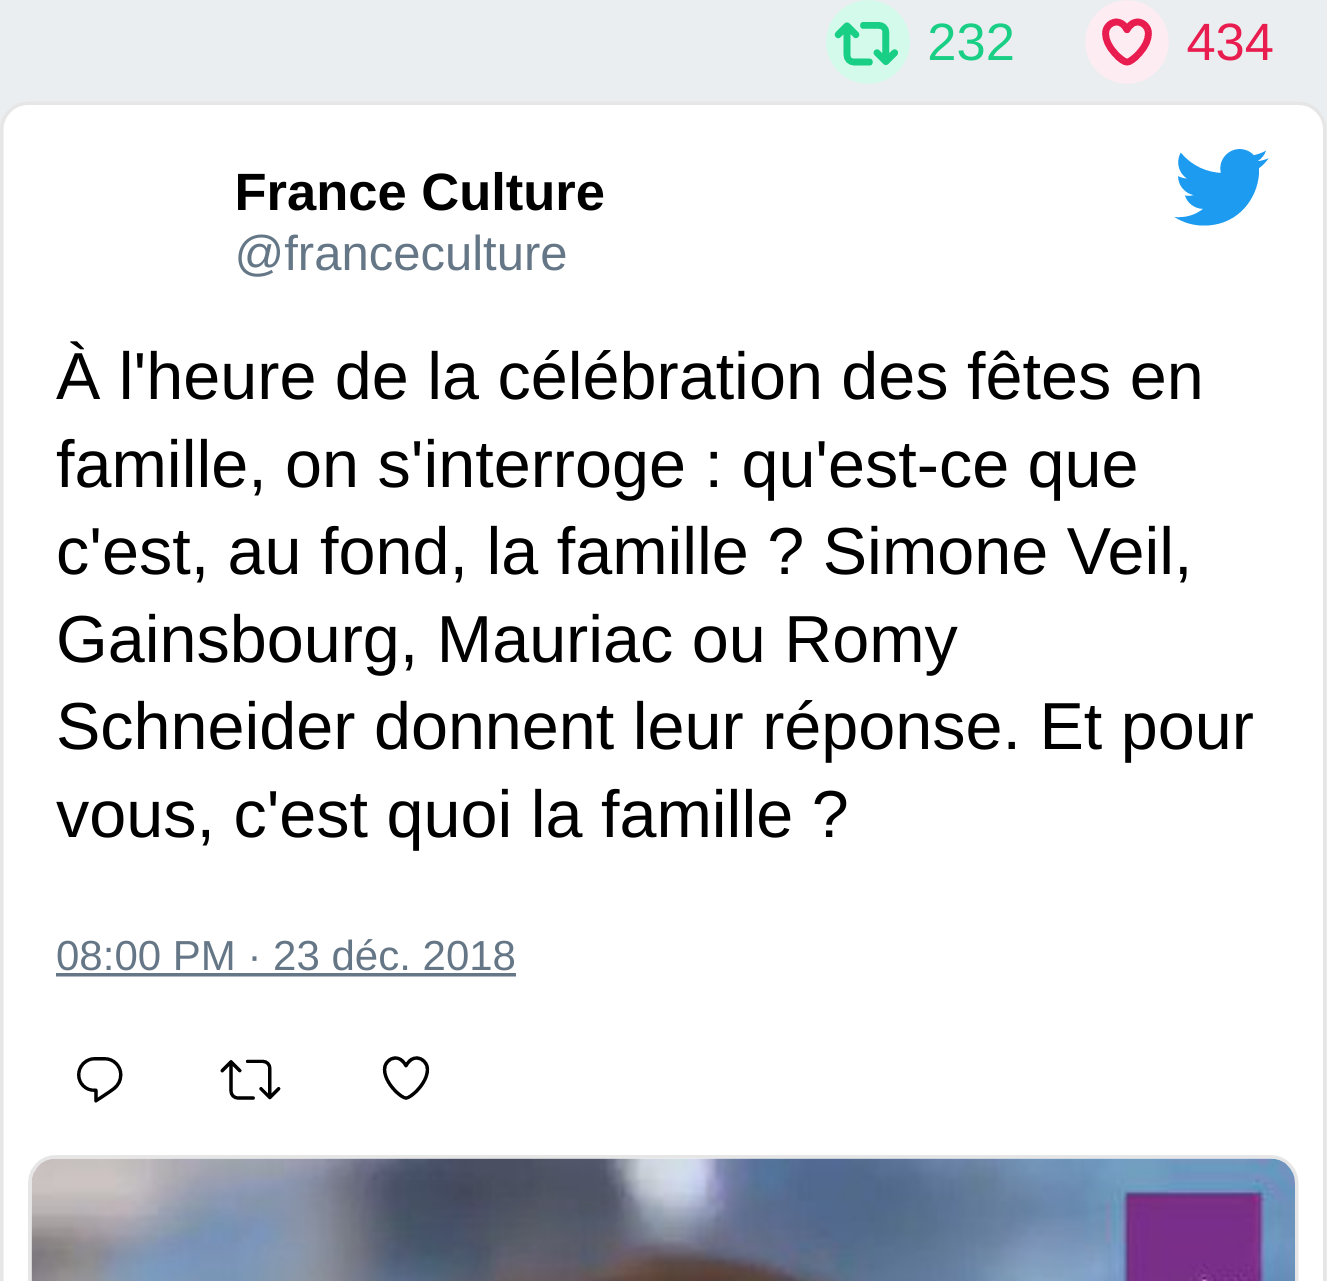 232 434
France Culture
@franceculture
À l'heure de la célébration des fêtes en
famille, on s'interroge : qu'est-ce que
c'est, au fond, la famille ? Simone Veil,
Gainsbourg, Mauriac ou Romy
Schneider donnent leur réponse. Et pour
vous, c'est quoi la famille ?
08:00 PM · 23 déc. 2018